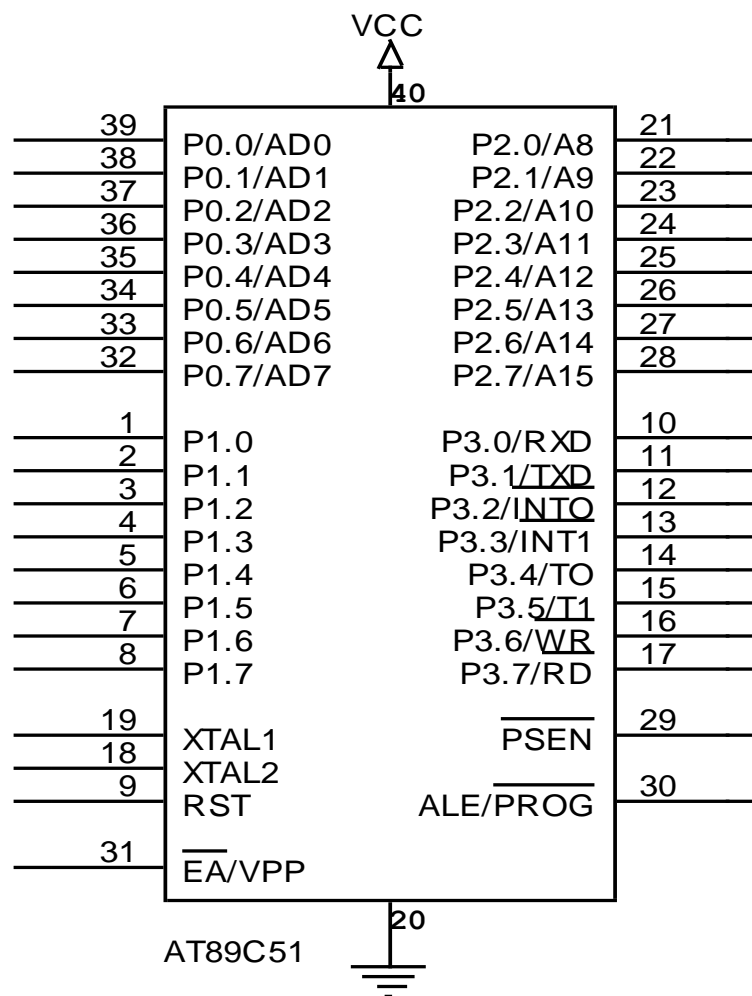 VCC
40
39 P0.0/AD0 P2.0/A8 21
38 P0.1/AD1 P2.1/A9 22
37 P0.2/AD2 P2.2/A10 23
36 P0.3/AD3 P2.3/A11 24
35 P0.4/AD4 P2.4/A12 25
34 P0.5/AD5 P2.5/A13 26
33 P0.6/AD6 P2.6/A14 27
32 P0.7/AD7 P2.7/A15 28
1 P1.0 P3.0/RXD 10
2 P1.1 P3.1/TXD 11
3 P1.2 P3.2/INTO 12
4 P1.3 P3.3/INT1 13
5 P1.4 P3.4/TO 14
6 P1.5 P3.5/T1 15
7 P1.6 P3.6/WR 16
8 P1.7 P3.7/RD 17
19 XTAL1 PSEN 29
18 XTAL2
9 RST ALE/PROG 30
31 EA/VPP
20
AT89C51